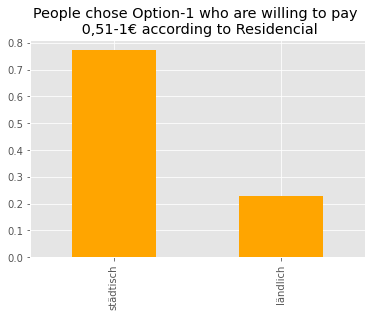 People chose Option-1 who are willing to pay
0,51-1€ according to Residencial
0.8
0.7
0.6
0.5
0.4
0.3
0.2
0.1
0.0
städtisch
ländlich